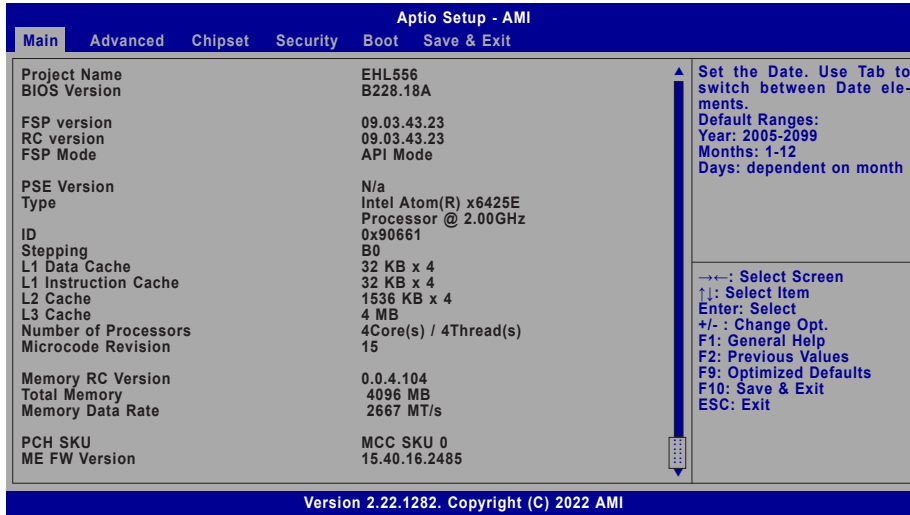 Aptio Setup - AMI
Main Advanced Chipset Security Boot Save & Exit
Project Name EHL556
BIOS Version B228.18A
FSP version 09.03.43.23
RC version 09.03.43.23
FSP Mode API Mode
PSE Version N/a
Type Intel Atom(R) x6425E
Processor @ 2.00GHz
ID 0x90661
Stepping B0
L1 Data Cache 32 KB x 4
L1 Instruction Cache 32 KB x 4
L2 Cache 1536 KB x 4
L3 Cache 4 MB
Number of Processors 4Core(s) / 4Thread(s)
Microcode Revision 15
Memory RC Version 0.0.4.104
Total Memory 4096 MB
Memory Data Rate 2667 MT/s
PCH SKU MCC SKU 0
ME FW Version 15.40.16.2485
Set the Date. Use Tab to
switch between Date ele-
ments.
Default Ranges:
Year: 2005-2099
Months: 1-12
Days: dependent on month
→←: Select Screen
↑↓: Select Item
Enter: Select
+/- : Change Opt.
F1: General Help
F2: Previous Values
F9: Optimized Defaults
F10: Save & Exit
ESC: Exit
Version 2.22.1282. Copyright (C) 2022 AMI